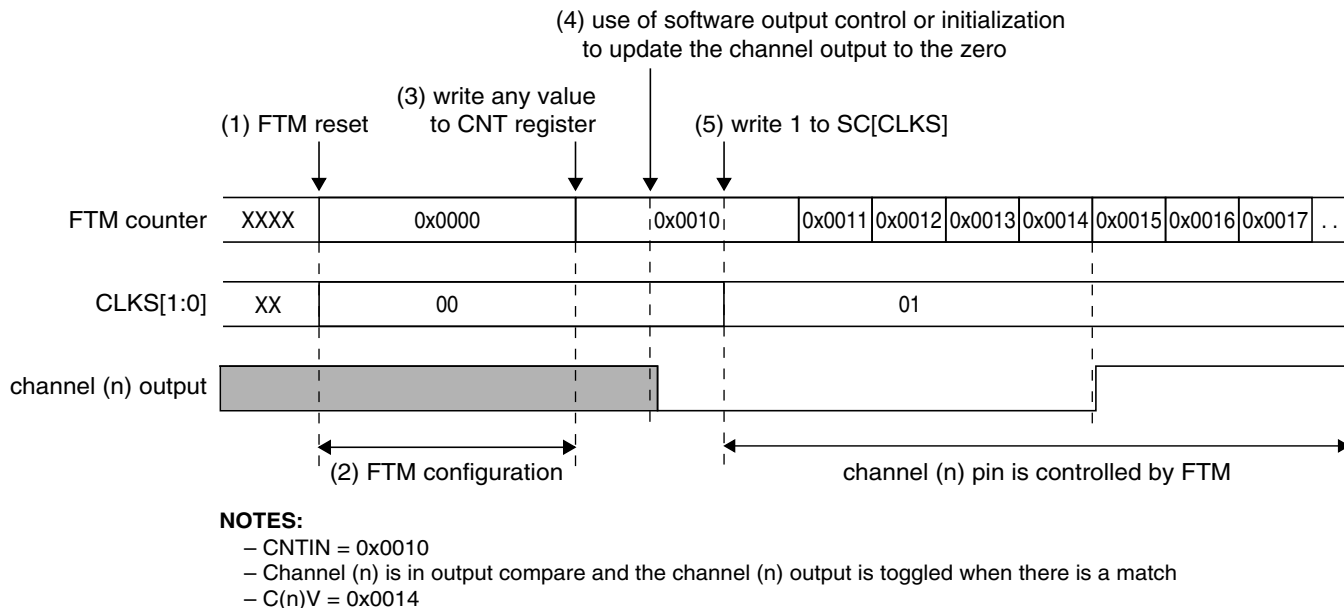 (4) use of software output control or initialization
to update the channel output to the zero
(3) write any value
to CNT register
(1) FTM reset
(5) write 1 to SC[CLKS]
FTM counter XXXX 0x0000 0x0010 0x0011 0x0012 0x0013 0x0014 0x0015 0x0016 0x0017 . .
CLKS[1:0] XX 00 01
channel (n) output
(2) FTM configuration
channel (n) pin is controlled by FTM
NOTES:
– CNTIN = 0x0010
– Channel (n) is in output compare and the channel (n) output is toggled when there is a match
– C(n)V = 0x0014